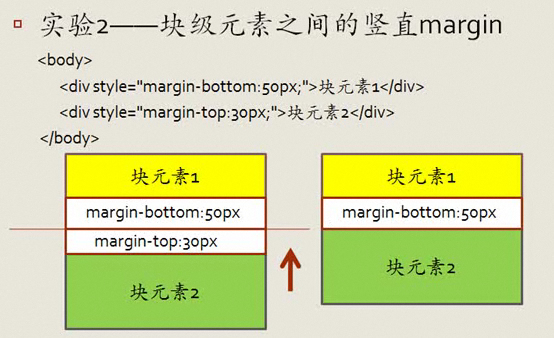 实验2——块级元素之间的竖直margin
<body>
<div style="margin-bottom:50px;">块元素1</div>
<div style="margin-top:30px;">块元素2</div>
</body>
块元素1
margin-bottom:50px
margin-top:30px
块元素2
块元素1
margin-bottom:50px
块元素2